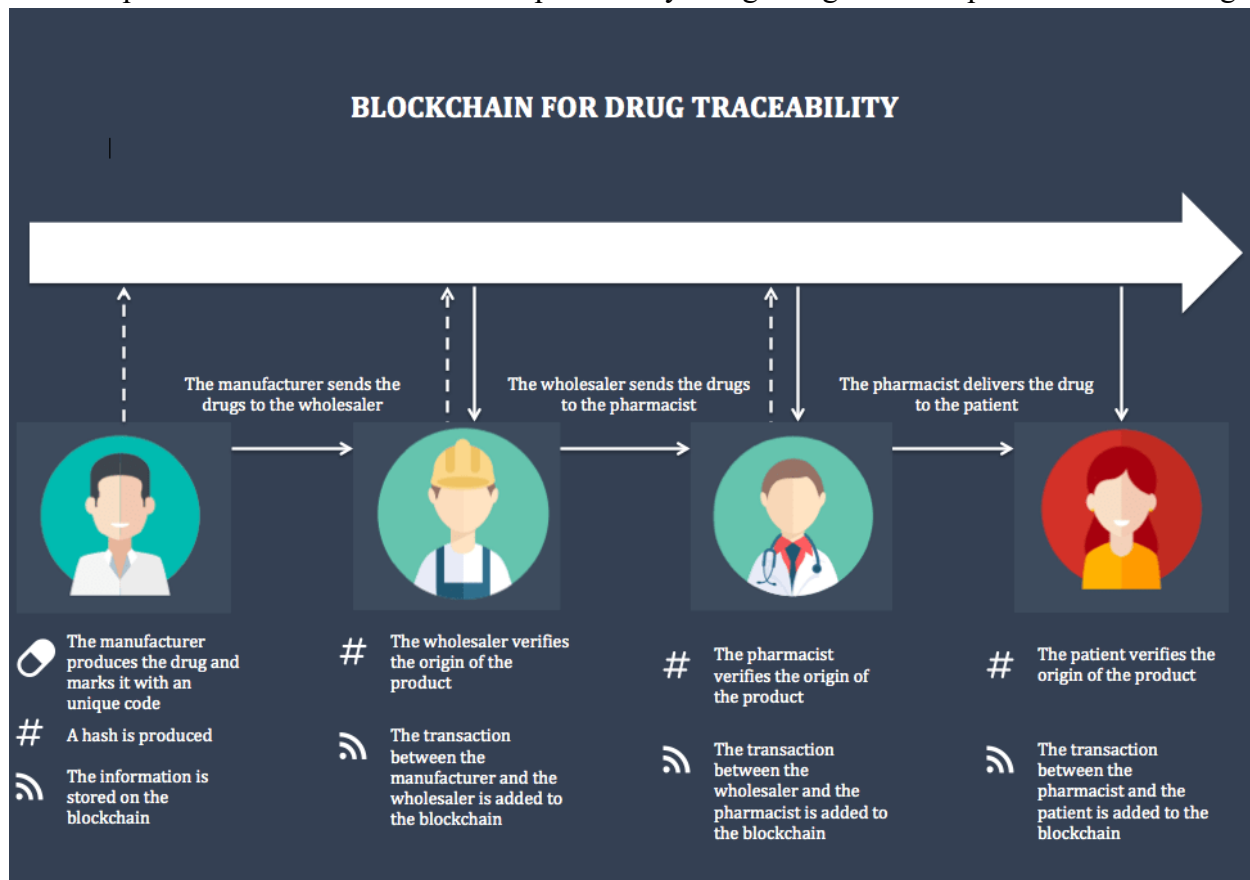 BLOCKCHAIN FOR DRUG TRACEABILITY
The manufacturer sends the
drugs to the wholesaler
The wholesaler sends the drugs
to the pharmacist
The pharmacist delivers the drug
to the patient
The manufacturer
produces the drug and
marks it with an
unique code
# A hash is produced
The information is
stored on the
blockchain
# The wholesaler verifies
the origin of the
product
The transaction
between the
manufacturer and the
wholesaler is added to
the blockchain
# The pharmacist
verifies the origin of
the product
The transaction
between the
wholesaler and the
pharmacist is added to
the blockchain
# The patient verifies the
origin of the product
The transaction
between the
pharmacist and the
patient is added to the
blockchain